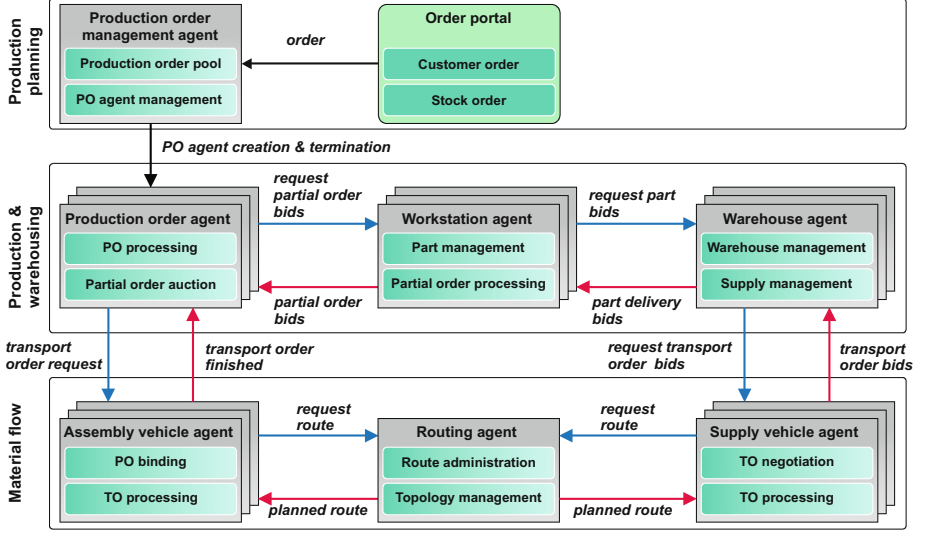 Production
planning
Production order
management agent
Production order pool
PO agent management
order
Order portal
Customer order
Stock order
PO agent creation & termination
Production &
warehousing
Production order agent
PO processing
Partial order auction
request
partial order
bids
partial order
bids
Workstation agent
Part management
Partial order processing
request part
bids
part delivery
bids
Warehouse agent
Warehouse management
Supply management
transport
order request
transport order
finished
request transport
order bids
transport
order bids
Material flow
Assembly vehicle agent
PO binding
TO processing
request
route
planned route
Routing agent
Route administration
Topology management
request
route
planned route
Supply vehicle agent
TO negotiation
TO processing